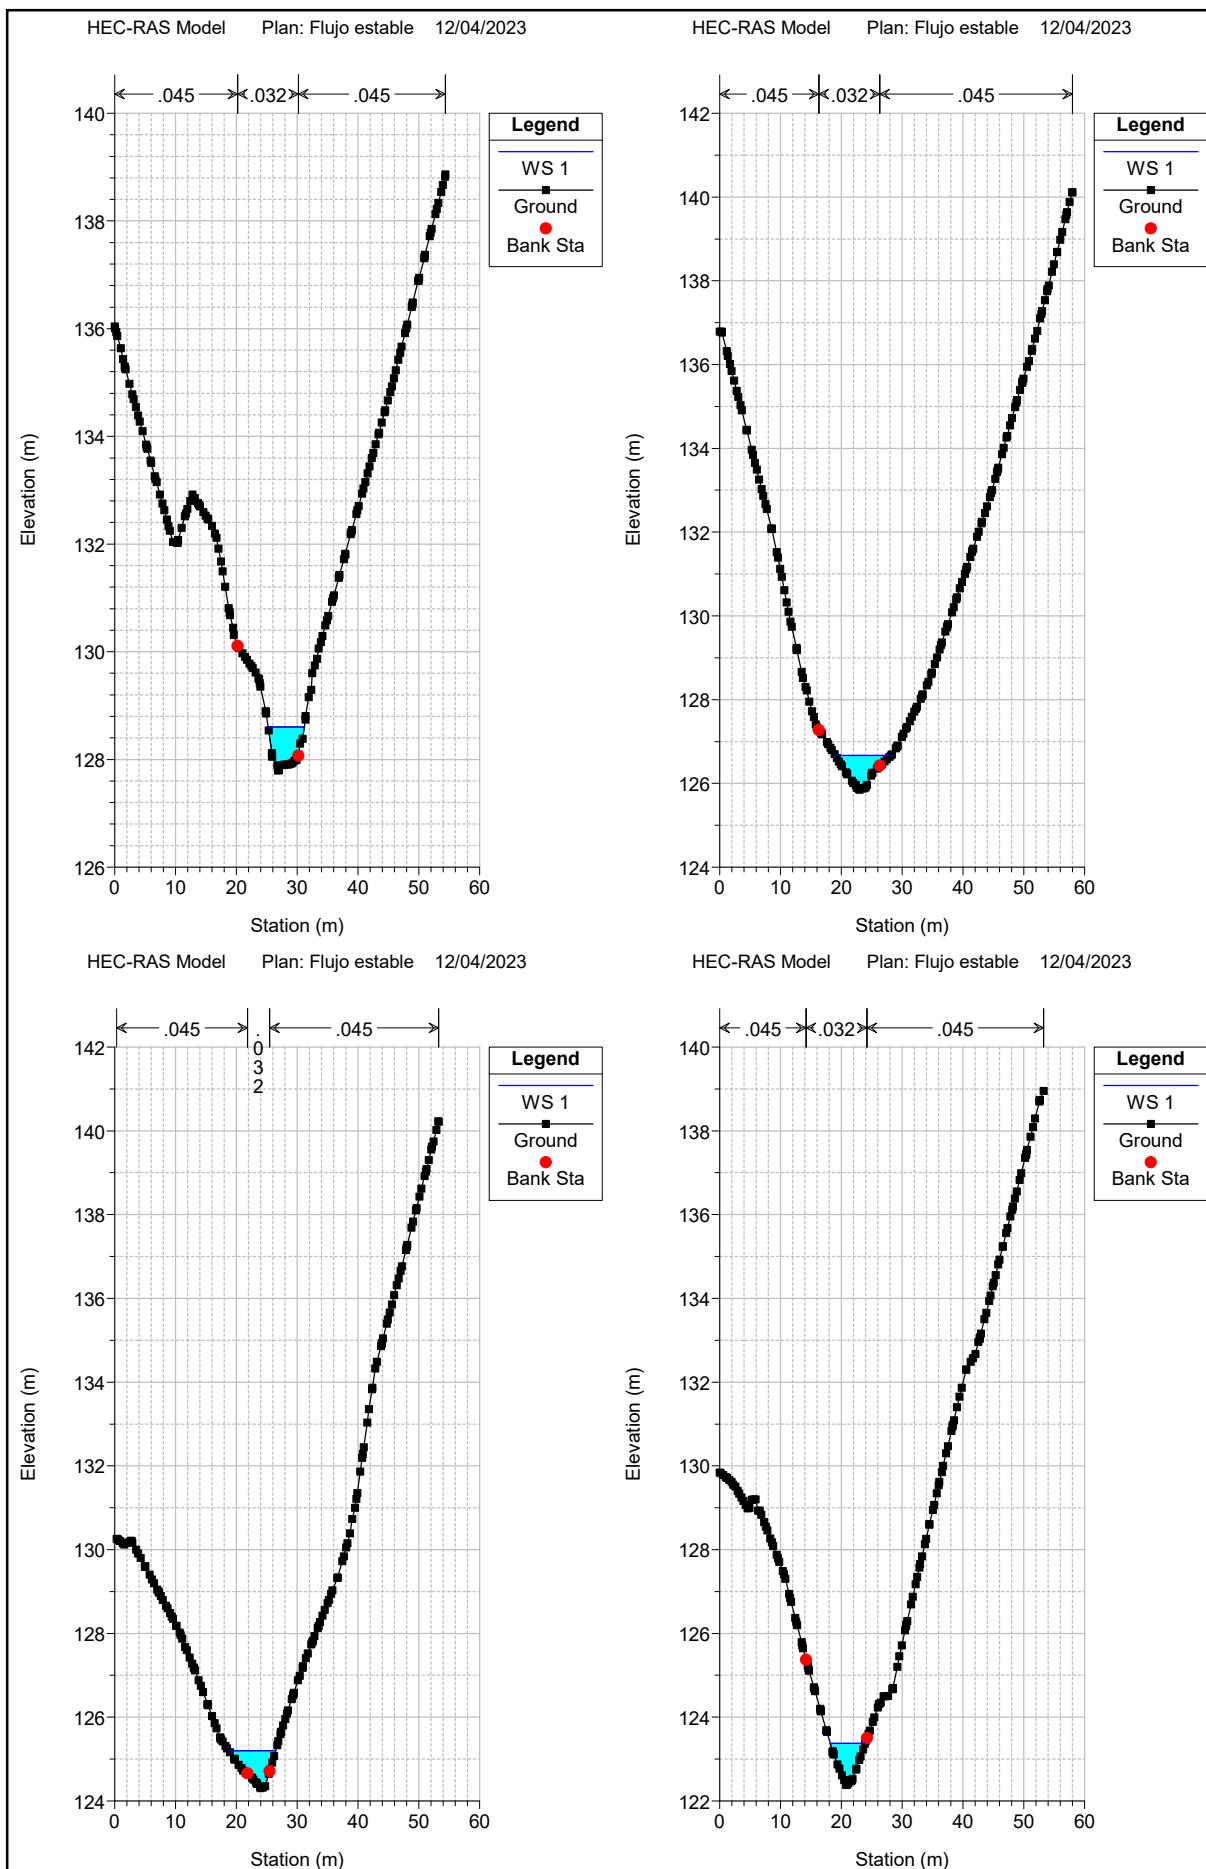 HEC-RAS Model Plan: Flujo estable 12/04/2023
.045 .032 .045
140
138
136
134
132
130
128
126
0 10 20 30 40 50 60
Station (m)
Elevation (m)
Legend
WS 1
Ground
Bank Sta
HEC-RAS Model Plan: Flujo estable 12/04/2023
.045 .032 .045
142
140
138
136
134
132
130
128
126
124
0 10 20 30 40 50 60
Station (m)
Elevation (m)
Legend
WS 1
Ground
Bank Sta
HEC-RAS Model Plan: Flujo estable 12/04/2023
.045 .032 .045
142
140
138
136
134
132
130
128
126
124
0 10 20 30 40 50 60
Station (m)
Elevation (m)
Legend
WS 1
Ground
Bank Sta
HEC-RAS Model Plan: Flujo estable 12/04/2023
.045 .032 .045
140
138
136
134
132
130
128
126
124
122
0 10 20 30 40 50 60
Station (m)
Elevation (m)
Legend
WS 1
Ground
Bank Sta